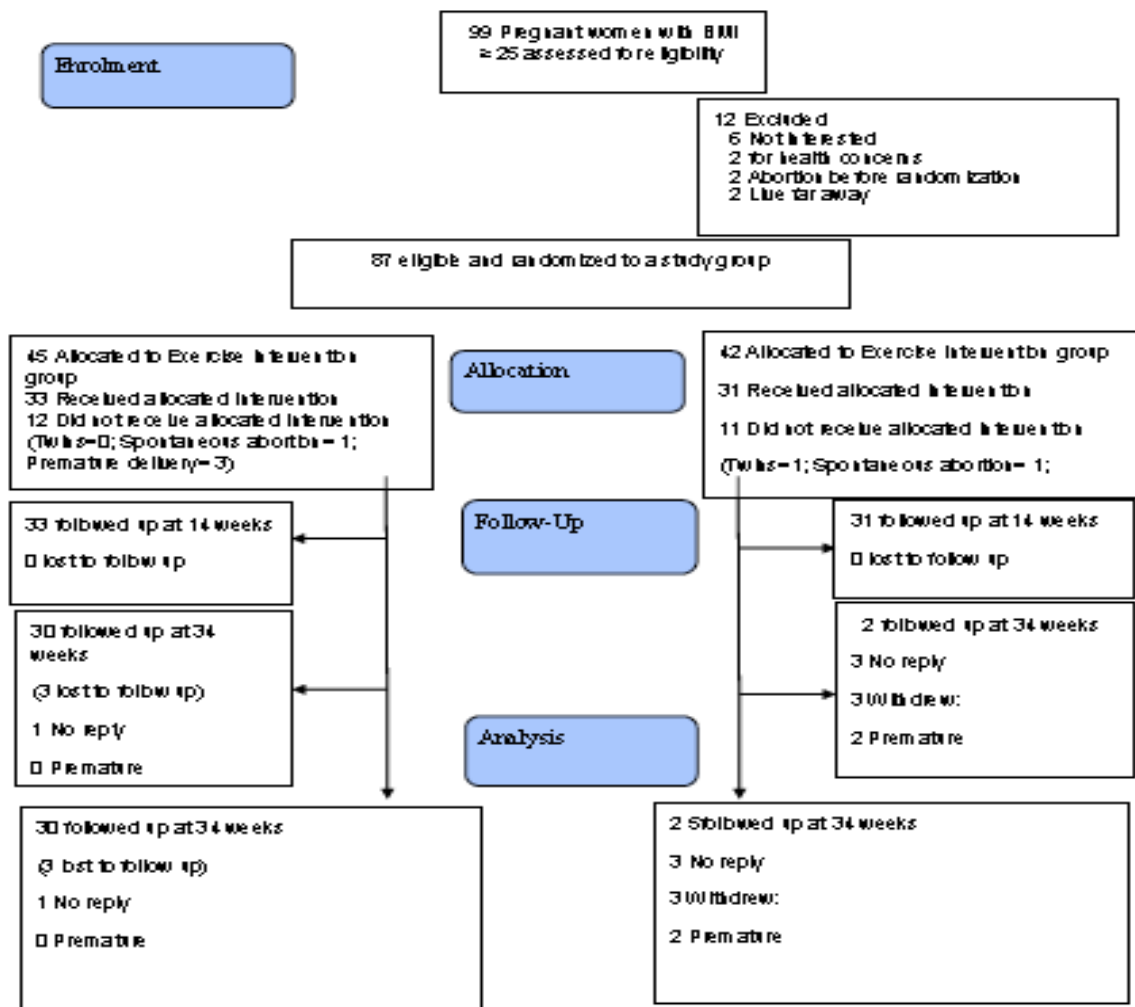 Enrolment
99 Pregnant women with BMI
≥ 25 assessed for eligibility
12 Excluded
6 Not interested
2 for health concerns
2 Abortion before randomization
2 Live far away
87 eligible and randomized to a study group
45 Allocated to Exercise Intervention
group
33 Received allocated intervention
12 Did not receive allocated intervention
(Twins=0; Spontaneous abortion= 1;
Premature delivery= 3)
Allocation
42 Allocated to Exercise Intervention group
31 Received allocated intervention
11 Did not receive allocated intervention
(Twins= 1; Spontaneous abortion= 1;
33 followed up at 14 weeks
0 lost to follow up
Follow-Up
31 followed up at 14 weeks
0 lost to follow up
30 followed up at 34
weeks
(3 lost to follow up)
1 No reply
0 Premature
2 followed up at 34 weeks
3 No reply
3 Withdrew:
2 Premature
Analysis
30 followed up at 34 weeks
(3 lost to follow up)
1 No reply
0 Premature
2 5followed up at 34 weeks
3 No reply
3 Withdrew:
2 Premature